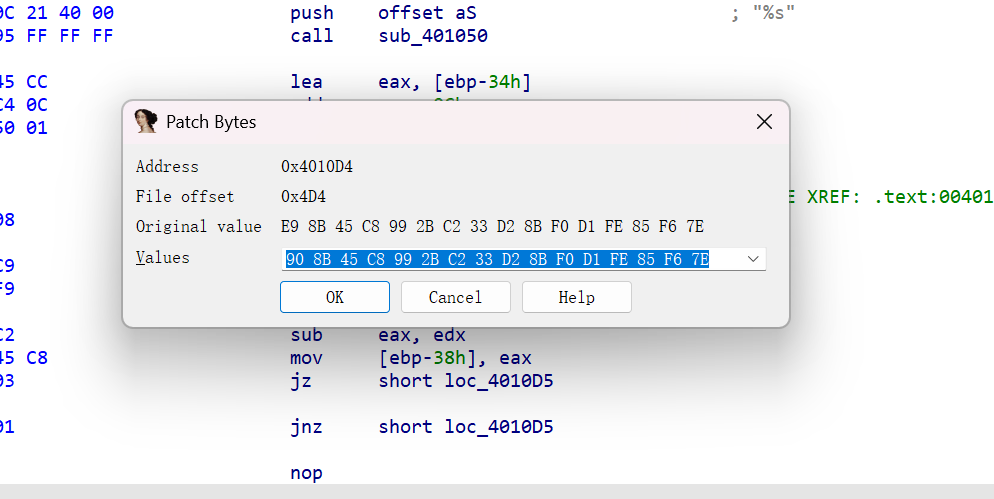 0C 21 40 00 push offset aS ; "%s"
95 FF FF FF call sub_401050
45 CC lea eax, [ebp-34h]
C4 0C
60 01
Patch Bytes
Address 0x4010D4
File offset 0x4D4
E XREF: .text:00401
Original value E9 8B 45 C8 99 2B C2 33 D2 8B F0 D1 FE 85 F6 7E
08
Values 90 8B 45 C8 99 2B C2 33 D2 8B F0 D1 FE 85 F6 7E
C9
F9
OK Cancel Help
C2 sub eax, edx
45 C8 mov [ebp-38h], eax
03 jz short loc_4010D5
01 jnz short loc_4010D5
nop